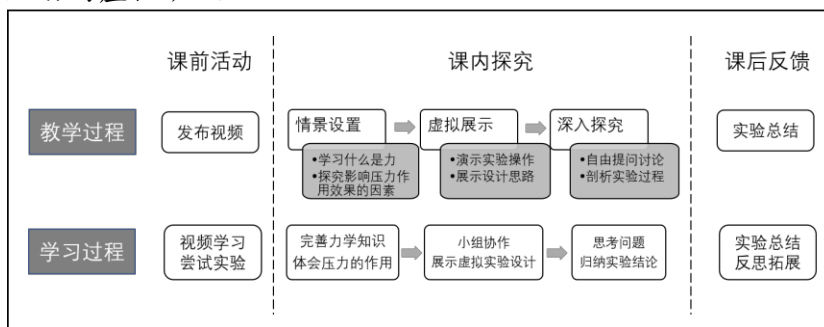 课前活动
课内探究
课后反馈
教学过程
发布视频
情景设置
虚拟展示
深入探究
实验总结
•学习什么是力
•探究影响压力作
用效果的因素
•演示实验操作
•展示设计思路
•自由提问讨论
•剖析实验过程
学习过程
视频学习
尝试实验
完善力学知识
体会压力的作用
小组协作
展示虚拟实验设计
思考问题
归纳实验结论
实验总结
反思拓展